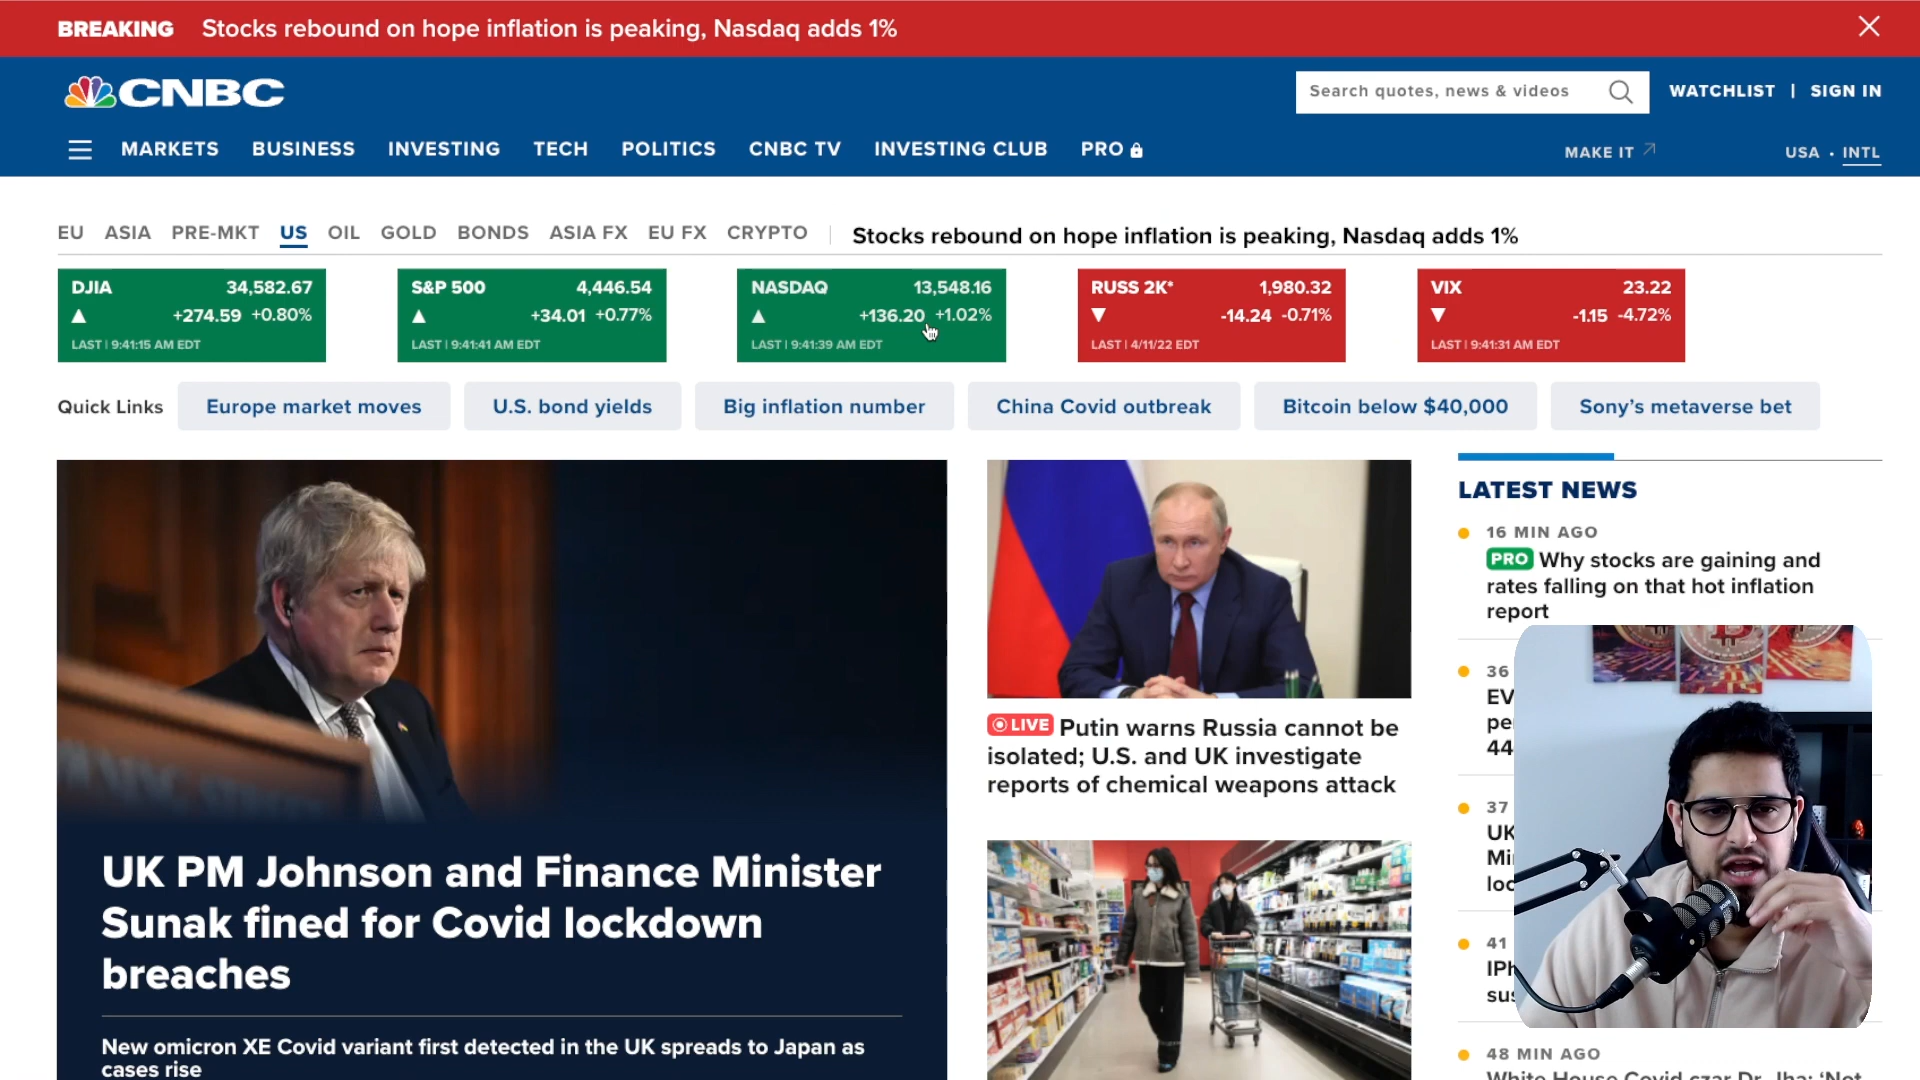 BREAKING Stocks rebound on hope inflation is peaking, Nasdaq adds 1%
CNBC
Search quotes, news & videos
WATCHLIST | SIGN IN
MARKETS BUSINESS INVESTING TECH POLITICS CNBC TV INVESTING CLUB PRO
MAKE IT
USA • INTL
EU ASIA PRE-MKT US OIL GOLD BONDS ASIA FX EU FX CRYPTO
Stocks rebound on hope inflation is peaking, Nasdaq adds 1%
DJIA 34,582.67
+274.59 +0.80%
LAST | 9:41:15 AM EDT
S&P 500 4,446.54
+34.01 +0.77%
LAST | 9:41:41 AM EDT
NASDAQ 13,548.16
+136.20 +1.02%
LAST | 9:41:39 AM EDT
RUSS 2K* 1,980.32
-14.24 -0.71%
LAST | 4/11/22 EDT
VIX 23.22
-1.15 -4.72%
LAST | 9:41:31 AM EDT
Quick Links
Europe market moves
U.S. bond yields
Big inflation number
China Covid outbreak
Bitcoin below $40,000
Sony's metaverse bet
UK PM Johnson and Finance Minister
Sunak fined for Covid lockdown
breaches
New omicron XE Covid variant first detected in the UK spreads to Japan as
cases rise
LIVE Putin warns Russia cannot be
isolated; U.S. and UK investigate
reports of chemical weapons attack
LATEST NEWS
16 MIN AGO
PRO Why stocks are gaining and
rates falling on that hot inflation
report
36
EV
44
37
UK
41
48 MIN AGO
White House Covid czar Dr. Jha: 'Not